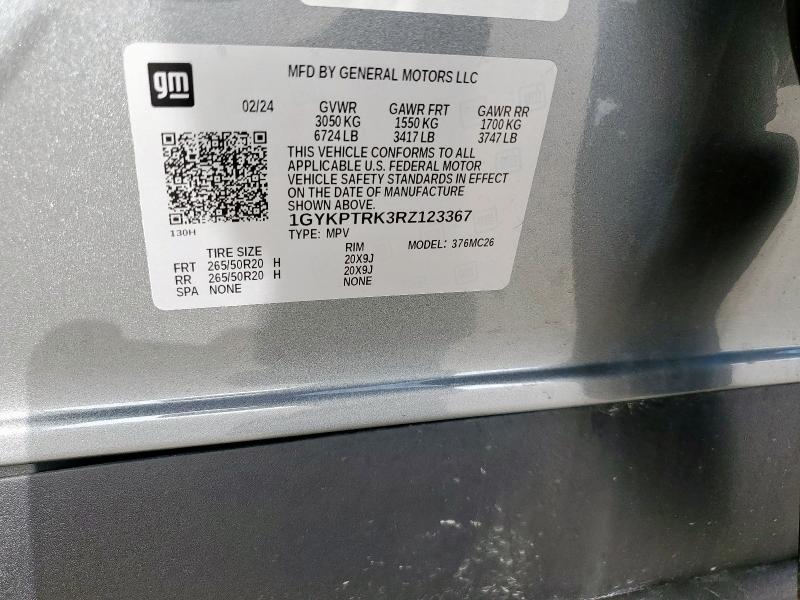 gm
MFD BY GENERAL MOTORS LLC
02/24 GVWR GAWR FRT GAWR RR
3050 KG 1550 KG 1700 KG
6724 LB 3417 LB 3747 LB
THIS VEHICLE CONFORMS TO ALL
APPLICABLE U.S. FEDERAL MOTOR
VEHICLE SAFETY STANDARDS IN EFFECT
ON THE DATE OF MANUFACTURE
SHOWN ABOVE.
1GYKPTRK3RZ123367
130H
TYPE: MPV MODEL: 376MC26
TIRE SIZE RIM
FRT 265/50R20 H 20X9J
RR 265/50R20 H 20X9J
SPA NONE NONE